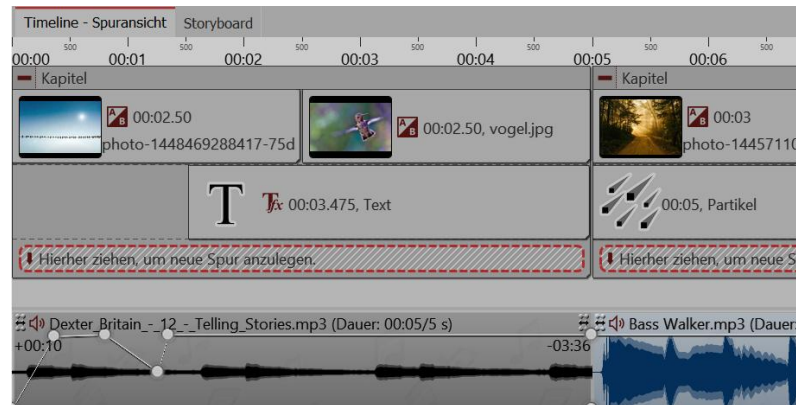 Timeline - Spuransicht Storyboard
500 500 500 500 500 500 500
00:00 00:01 00:02 00:03 00:04 00:05 00:06
Kapitel Kapitel
A B 00:02.50
photo-1448469288417-75d
A B 00:02.50, vogel.jpg
A B 00:03
photo-14457110
T Tfx 00:03.475, Text
00:05, Partikel
Hierher ziehen, um neue Spur anzulegen. Hierher ziehen, um neue S
Dexter_Britain_-_12_-_Telling_Stories.mp3 (Dauer: 00:05/5 s) Bass Walker.mp3 (Dauer:
+00:10 -03:36